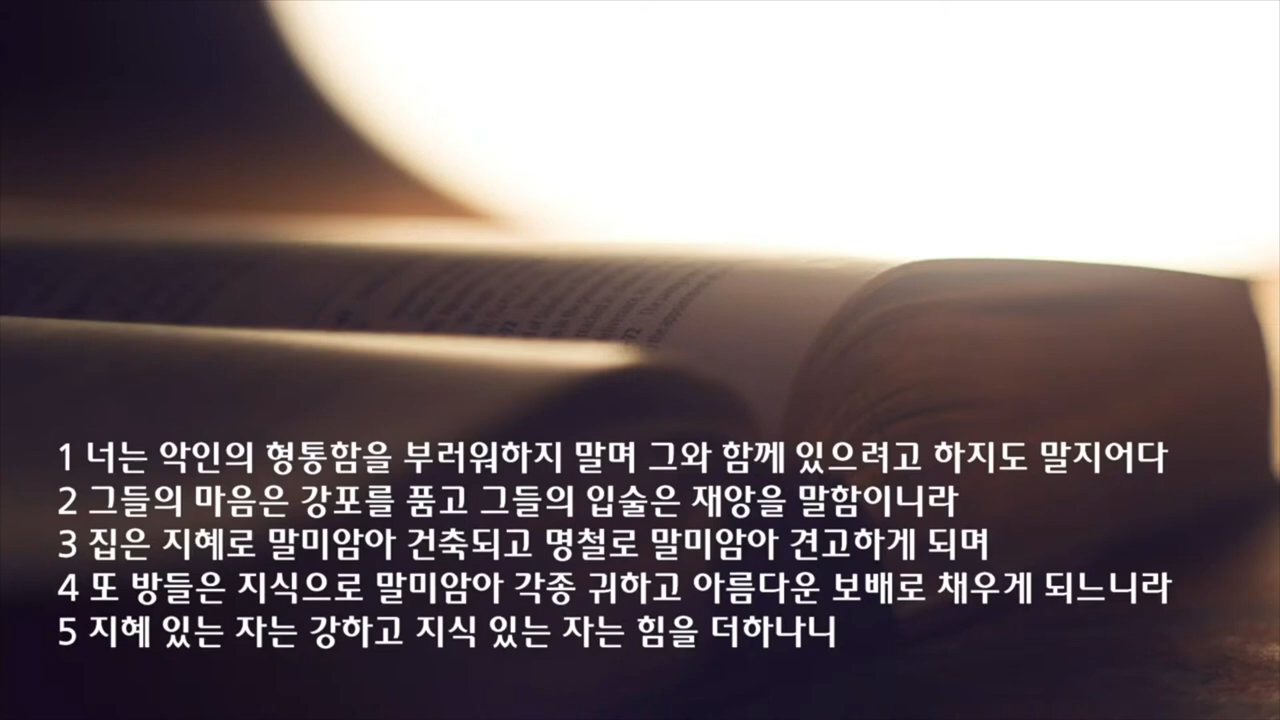 1 너는 악인의 형통함을 부러워하지 말며 그와 함께 있으려고 하지도 말지어다
2 그들의 마음은 강포를 품고 그들의 입술은 재앙을 말함이니라
3 집은 지혜로 말미암아 건축되고 명철로 말미암아 견고하게 되며
4 또 방들은 지식으로 말미암아 각종 귀하고 아름다운 보배로 채우게 되느니라
5 지혜 있는 자는 강하고 지식 있는 자는 힘을 더하나니